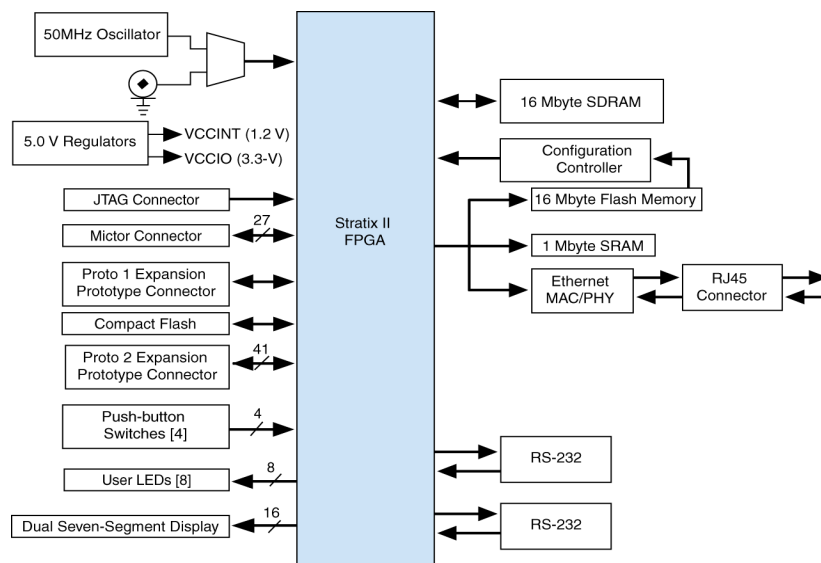 50MHz Oscillator
5.0 V Regulators
VCCINT (1.2 V)
VCCIO (3.3-V)
JTAG Connector
Mictor Connector
27
Proto 1 Expansion
Prototype Connector
Compact Flash
Proto 2 Expansion
Prototype Connector
41
Push-button
Switches [4]
4
User LEDs [8]
8
Dual Seven-Segment Display
16
Stratix II
FPGA
16 Mbyte SDRAM
Configuration
Controller
16 Mbyte Flash Memory
1 Mbyte SRAM
Ethernet
MAC/PHY
RJ45
Connector
RS-232
RS-232